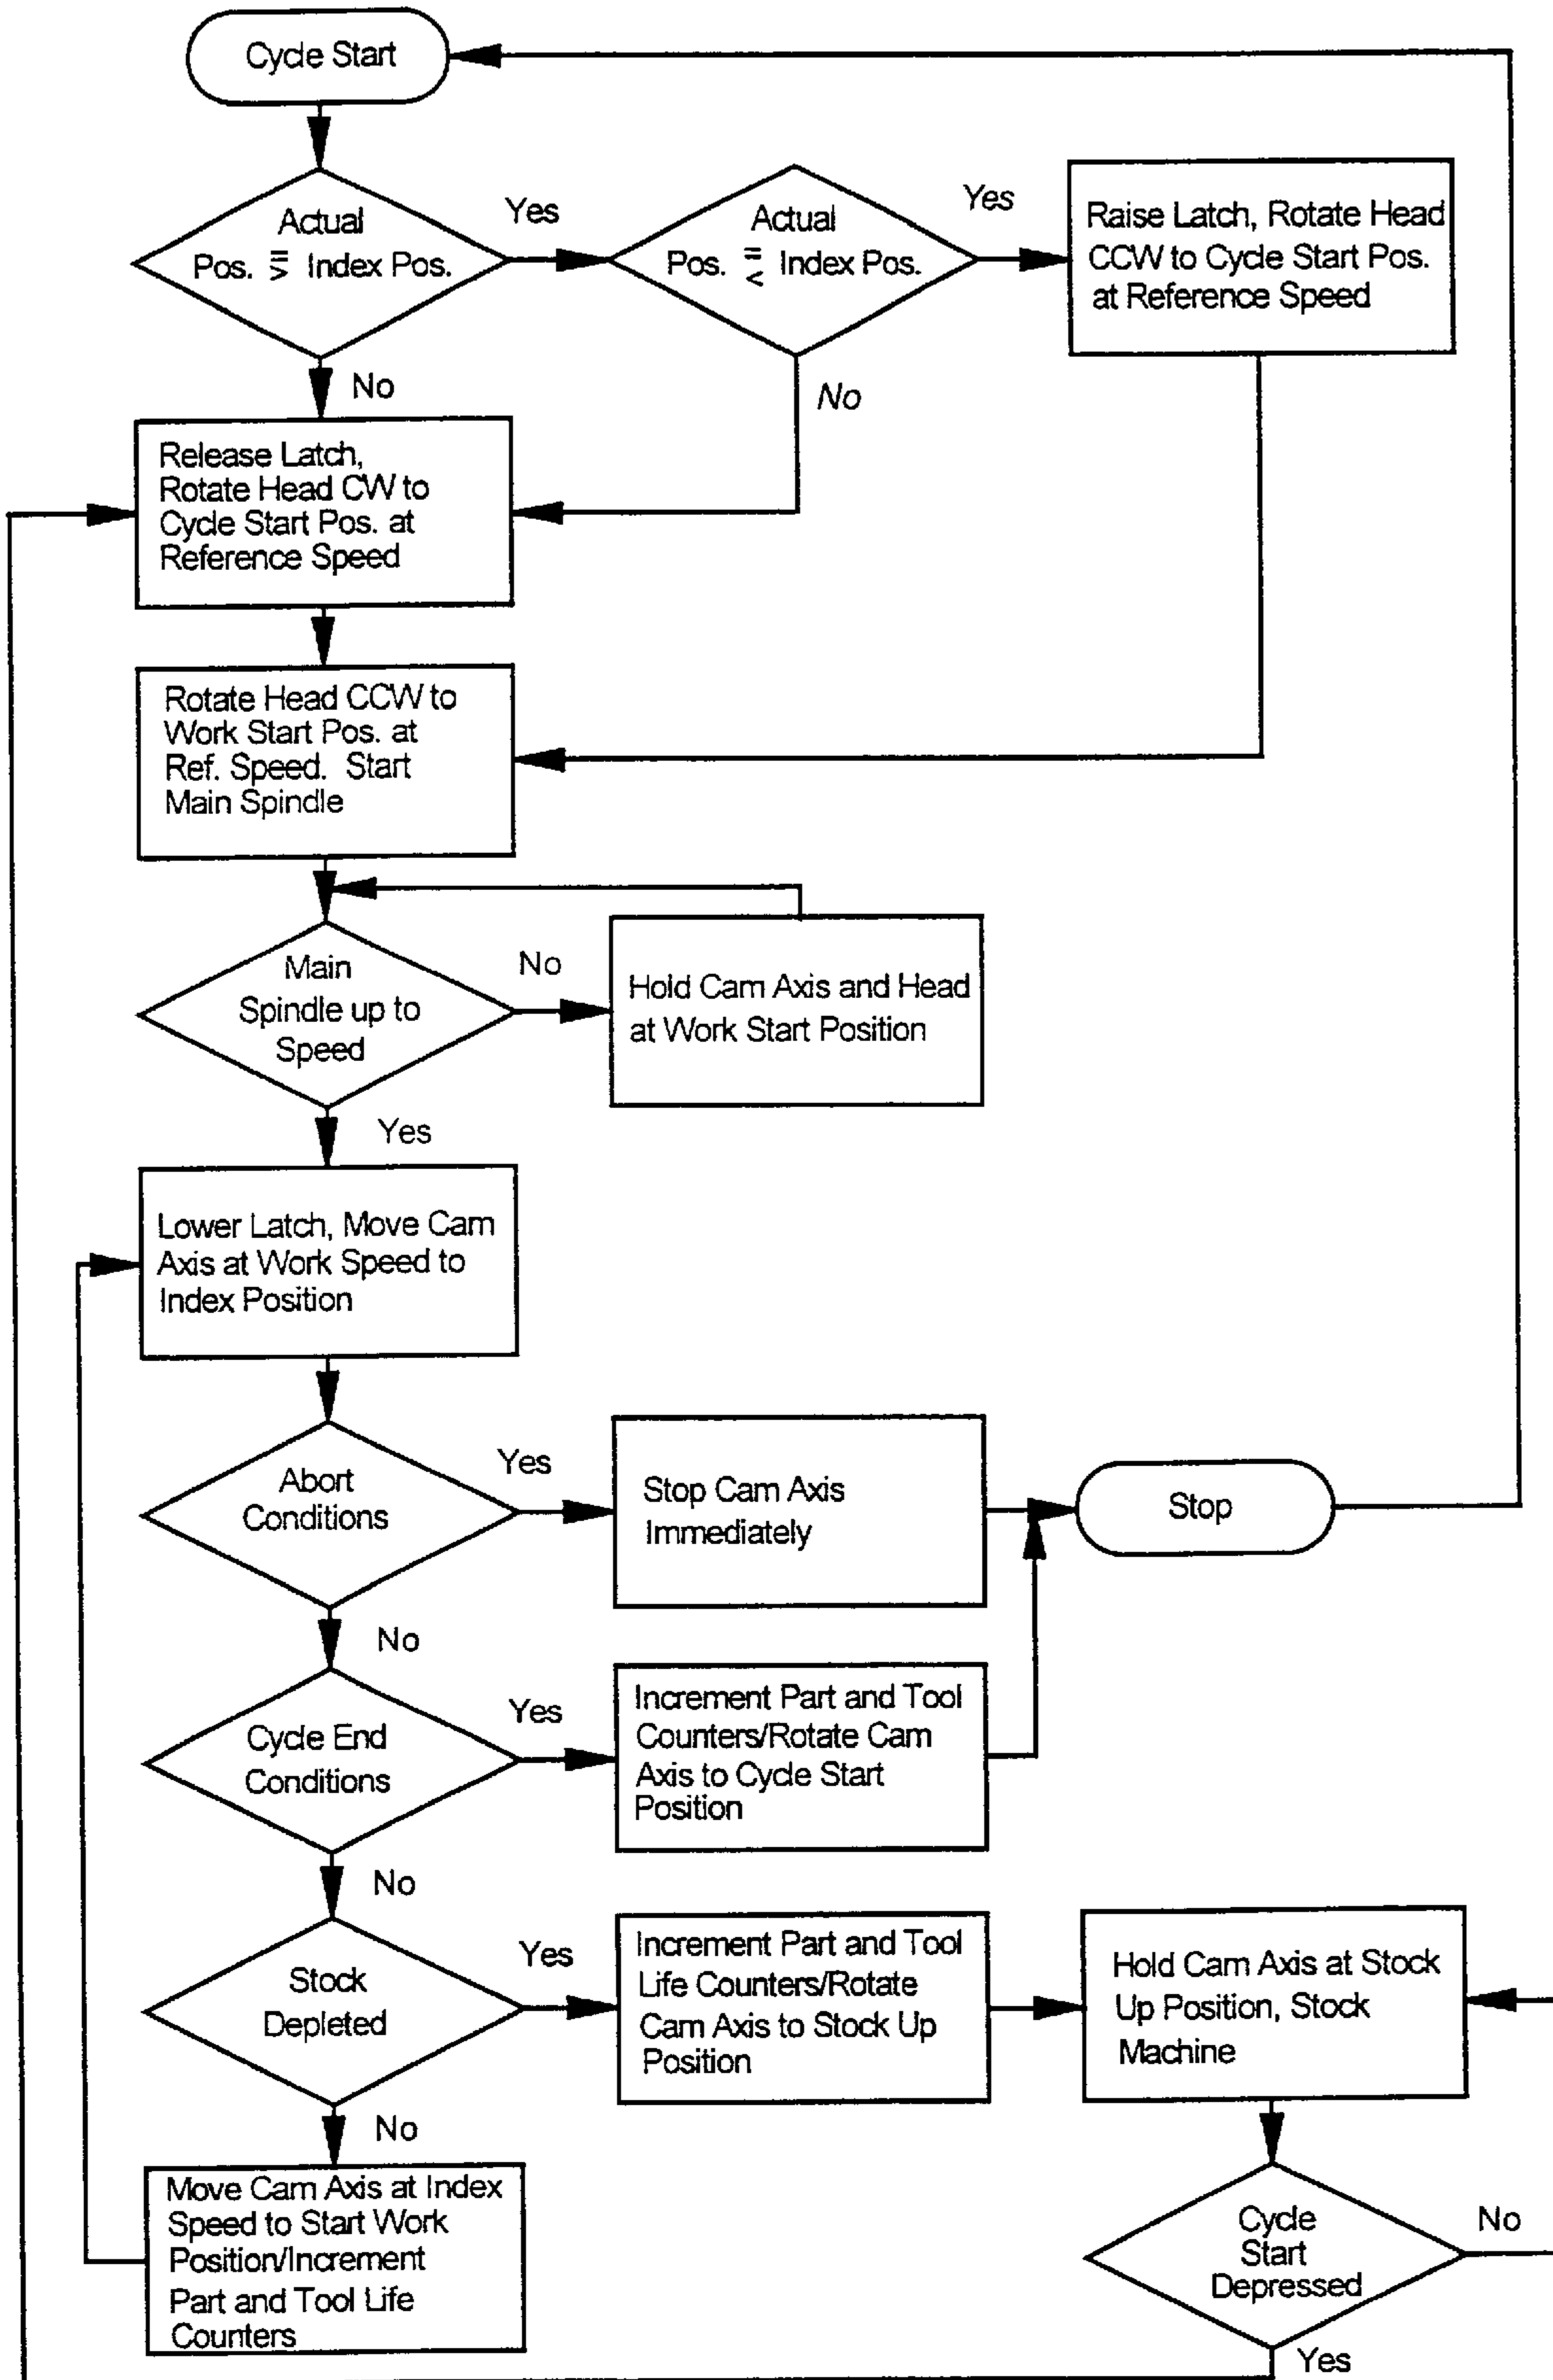 Cycle Start
Actual
Pos. => Index Pos.
Yes
Actual
Pos. =< Index Pos.
Yes
Raise Latch, Rotate Head
CCW to Cycle Start Pos.
at Reference Speed
No
No
Release Latch,
Rotate Head CW to
Cycle Start Pos. at
Reference Speed
Rotate Head CCW to
Work Start Pos. at
Ref. Speed. Start
Main Spindle
Main
Spindle up to
Speed
No
Hold Cam Axis and Head
at Work Start Position
Yes
Lower Latch, Move Cam
Axis at Work Speed to
Index Position
Abort
Conditions
Yes
Stop Cam Axis
Immediately
Stop
No
Cycle End
Conditions
Yes
Increment Part and Tool
Counters/Rotate Cam
Axis to Cycle Start
Position
No
Stock
Depleted
Yes
Increment Part and Tool
Life Counters/Rotate
Cam Axis to Stock Up
Position
Hold Cam Axis at Stock
Up Position, Stock
Machine
No
Move Cam Axis at Index
Speed to Start Work
Position/Increment
Part and Tool Life
Counters
Cycle
Start
Depressed
No
Yes